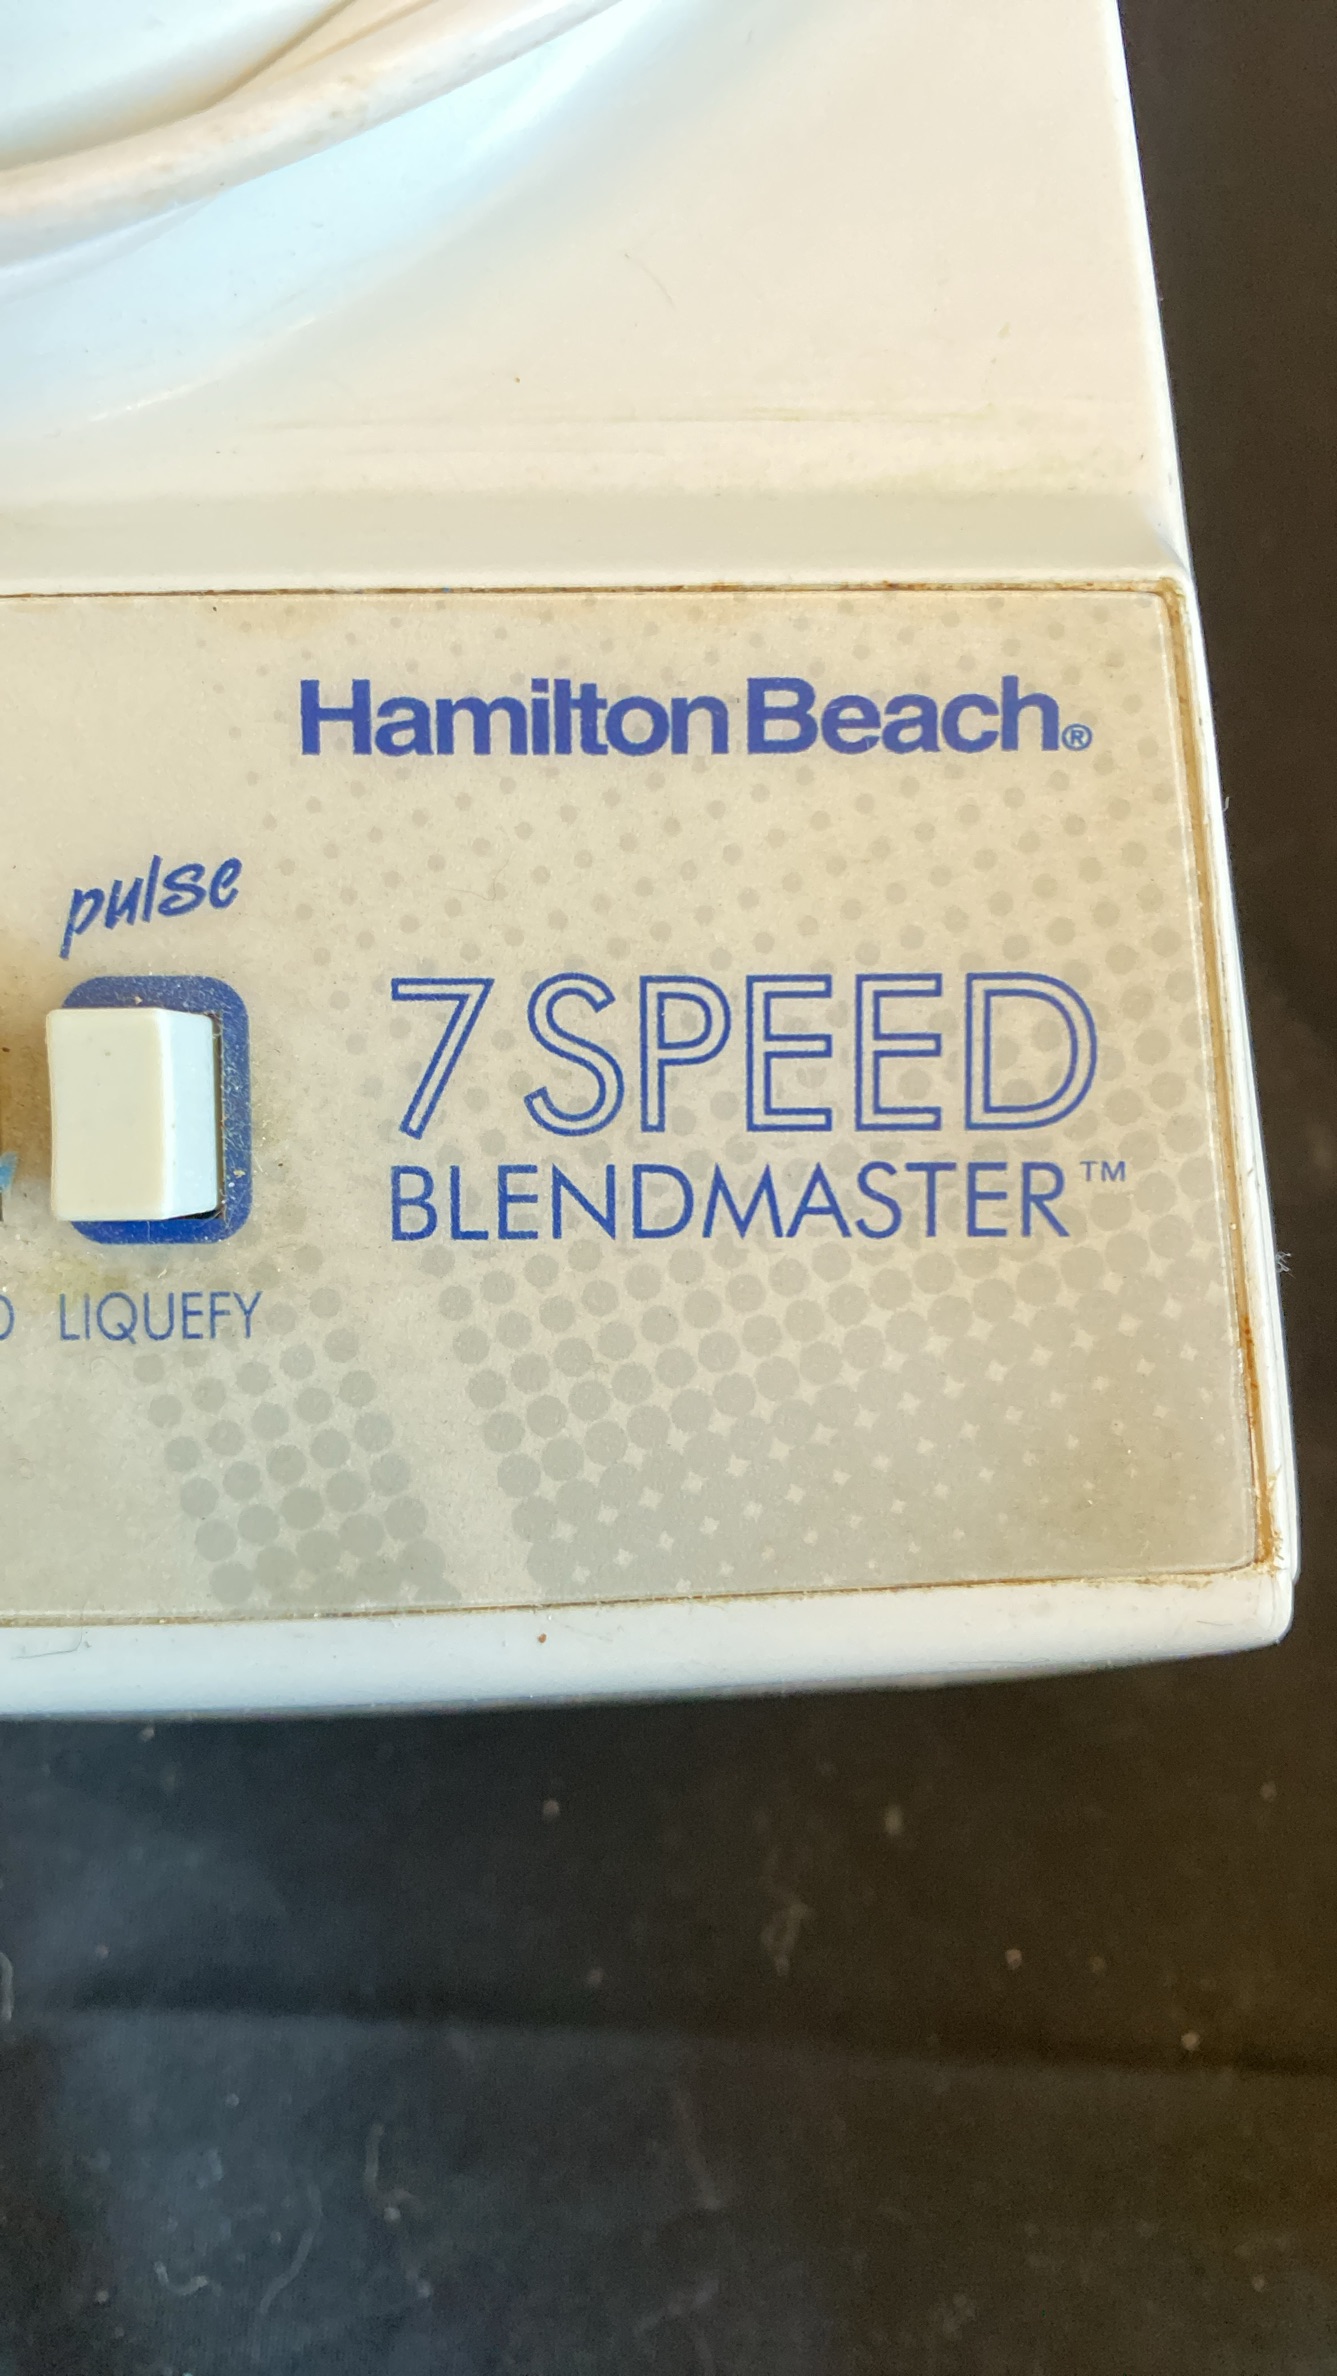 Hamilton Beach®
pulse
7 SPEED
BLENDMASTER™
LIQUEFY